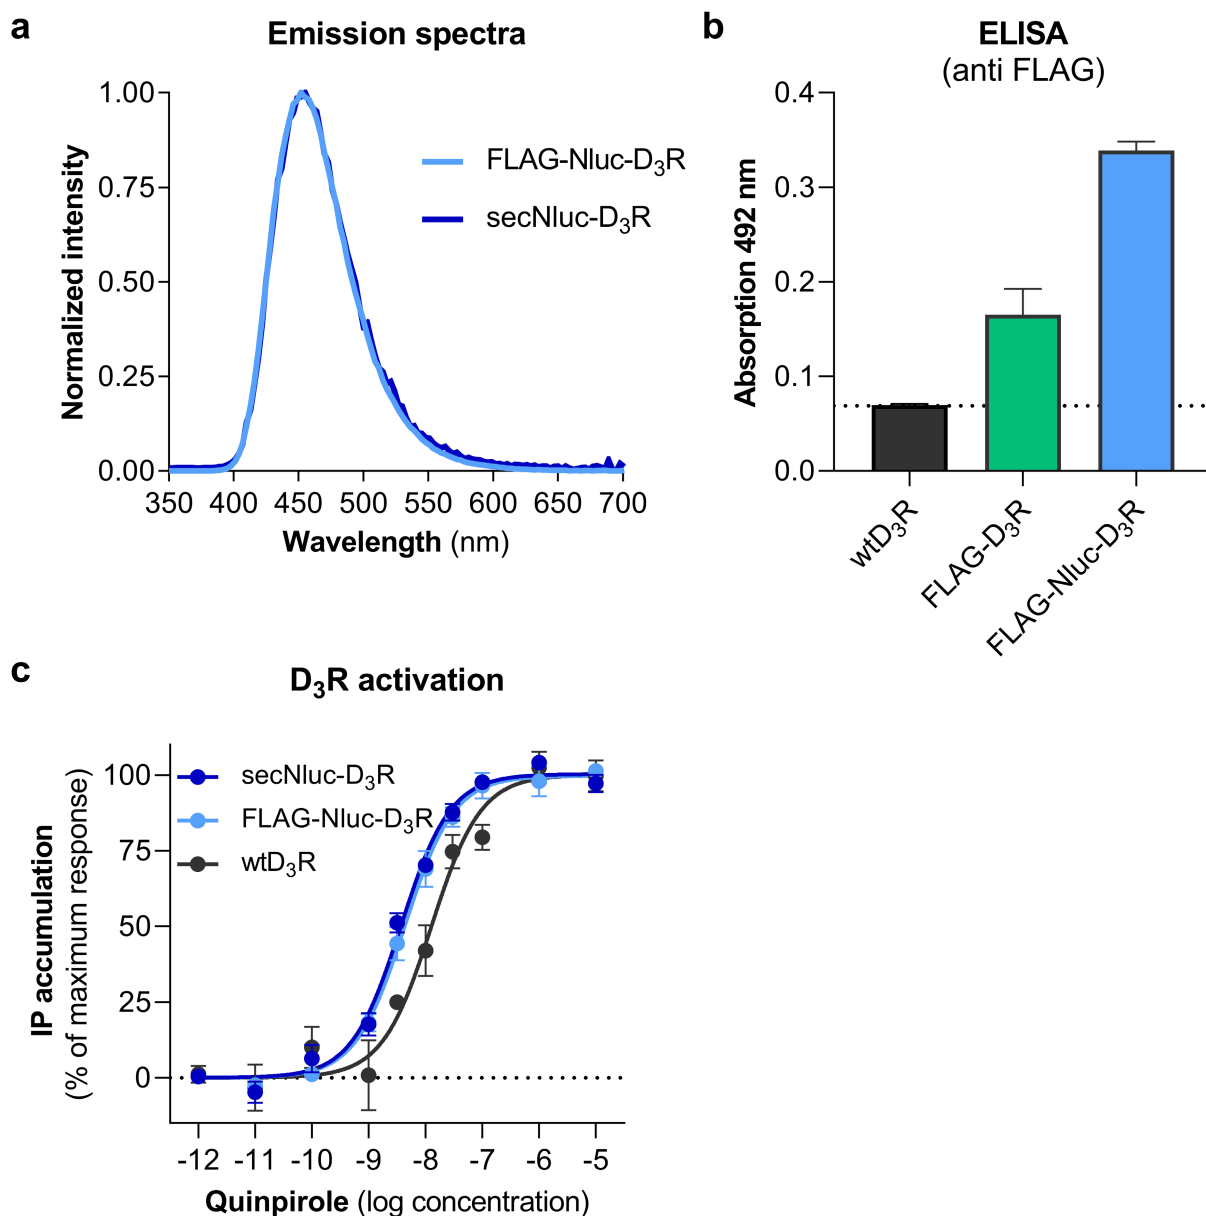 a
Emission spectra
1.00
0.75
0.50
0.25
0.00
Normalized intensity
350 400 450 500 550 600 650 700
Wavelength (nm)
FLAG-Nluc-D₃R
secNluc-D₃R
b
ELISA
(anti FLAG)
0.4
0.3
0.2
0.1
0.0
Absorption 492 nm
wtD₃R
FLAG-D₃R
FLAG-Nluc-D₃R
c
D₃R activation
100
75
50
25
0
IP accumulation
(% of maximum response)
secNluc-D₃R
FLAG-Nluc-D₃R
wtD₃R
-12 -11 -10 -9 -8 -7 -6 -5
Quinpirole (log concentration)